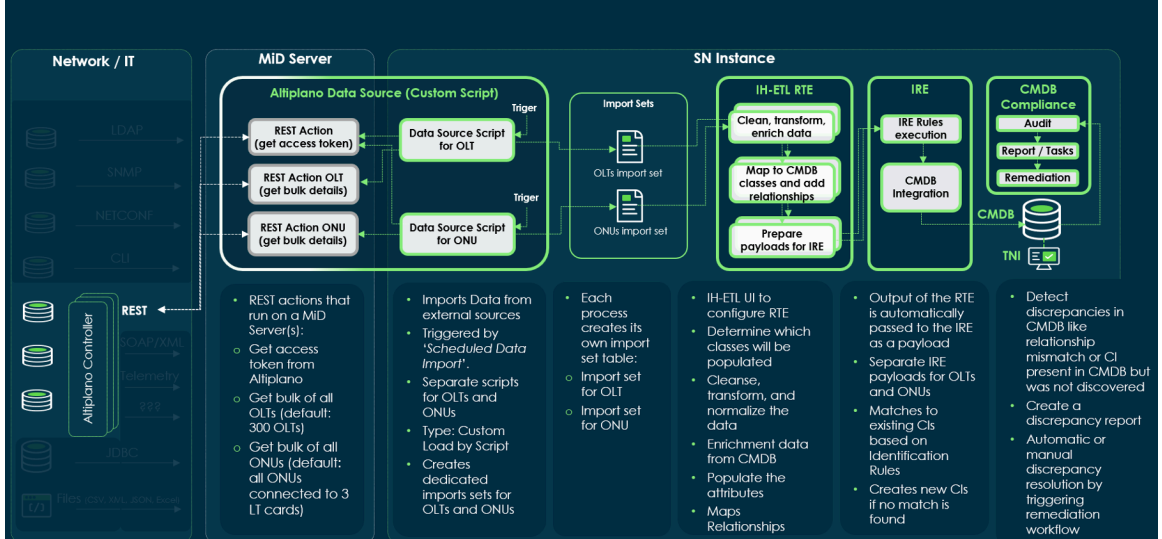 Network / IT
MiD Server
SN Instance
LDAP
SNMP
NETCONF
CLI
REST
Altiplano Controller
SOAP/XML
Telemetry
JDBC
Files (CSV, XML, JSON, Excel)
Altiplano Data Source (Custom Script)
REST Action
(get access token)
REST Action OLT
(get bulk details)
REST Action ONU
(get bulk details)
Triger
Data Source Script
for OLT
Triger
Data Source Script
for ONU
Import Sets
OLTs import set
ONUs import set
IH-ETL RTE
Clean, transform,
enrich data
Map to CMDB
classes and add
relationships
Prepare
payloads for IRE
IRE
IRE Rules
execution
CMDB
Integration
CMDB
Compliance
Audit
Report / Tasks
Remediation
CMDB
TNI
• REST actions that
run on a MiD
Server(s):
o Get access
token from
Altiplano
o Get bulk of all
OLTs (default:
300 OLTs)
o Get bulk of all
ONUs (default:
all ONUs
connected to 3
LT cards)
• Imports Data from
external sources
• Triggered by
'Scheduled Data
Import'.
• Separate scripts
for OLTs and
ONUs
• Type: Custom
Load by Script
• Creates
dedicated
imports sets for
OLTs and ONUs
• Each
process
creates its
own import
set table:
o Import set
for OLT
o Import set
for ONU
• IH-ETL UI to
configure RTE
• Determine which
classes will be
populated
• Cleanse,
transform, and
normalize the
data
• Enrichment data
from CMDB
• Populate the
attributes
• Maps
Relationships
• Output of the RTE
is automatically
passed to the IRE
as a payload
• Separate IRE
payloads for OLTs
and ONUs
• Matches to
existing CIs
based on
Identification
Rules
• Creates new CIs
if no match is
found
• Detect
discrepancies in
CMDB like
relationship
mismatch or CI
present in CMDB but
was not discovered
• Create a
discrepancy report
• Automatic or
manual
discrepancy
resolution by
triggering
remediation
workflow